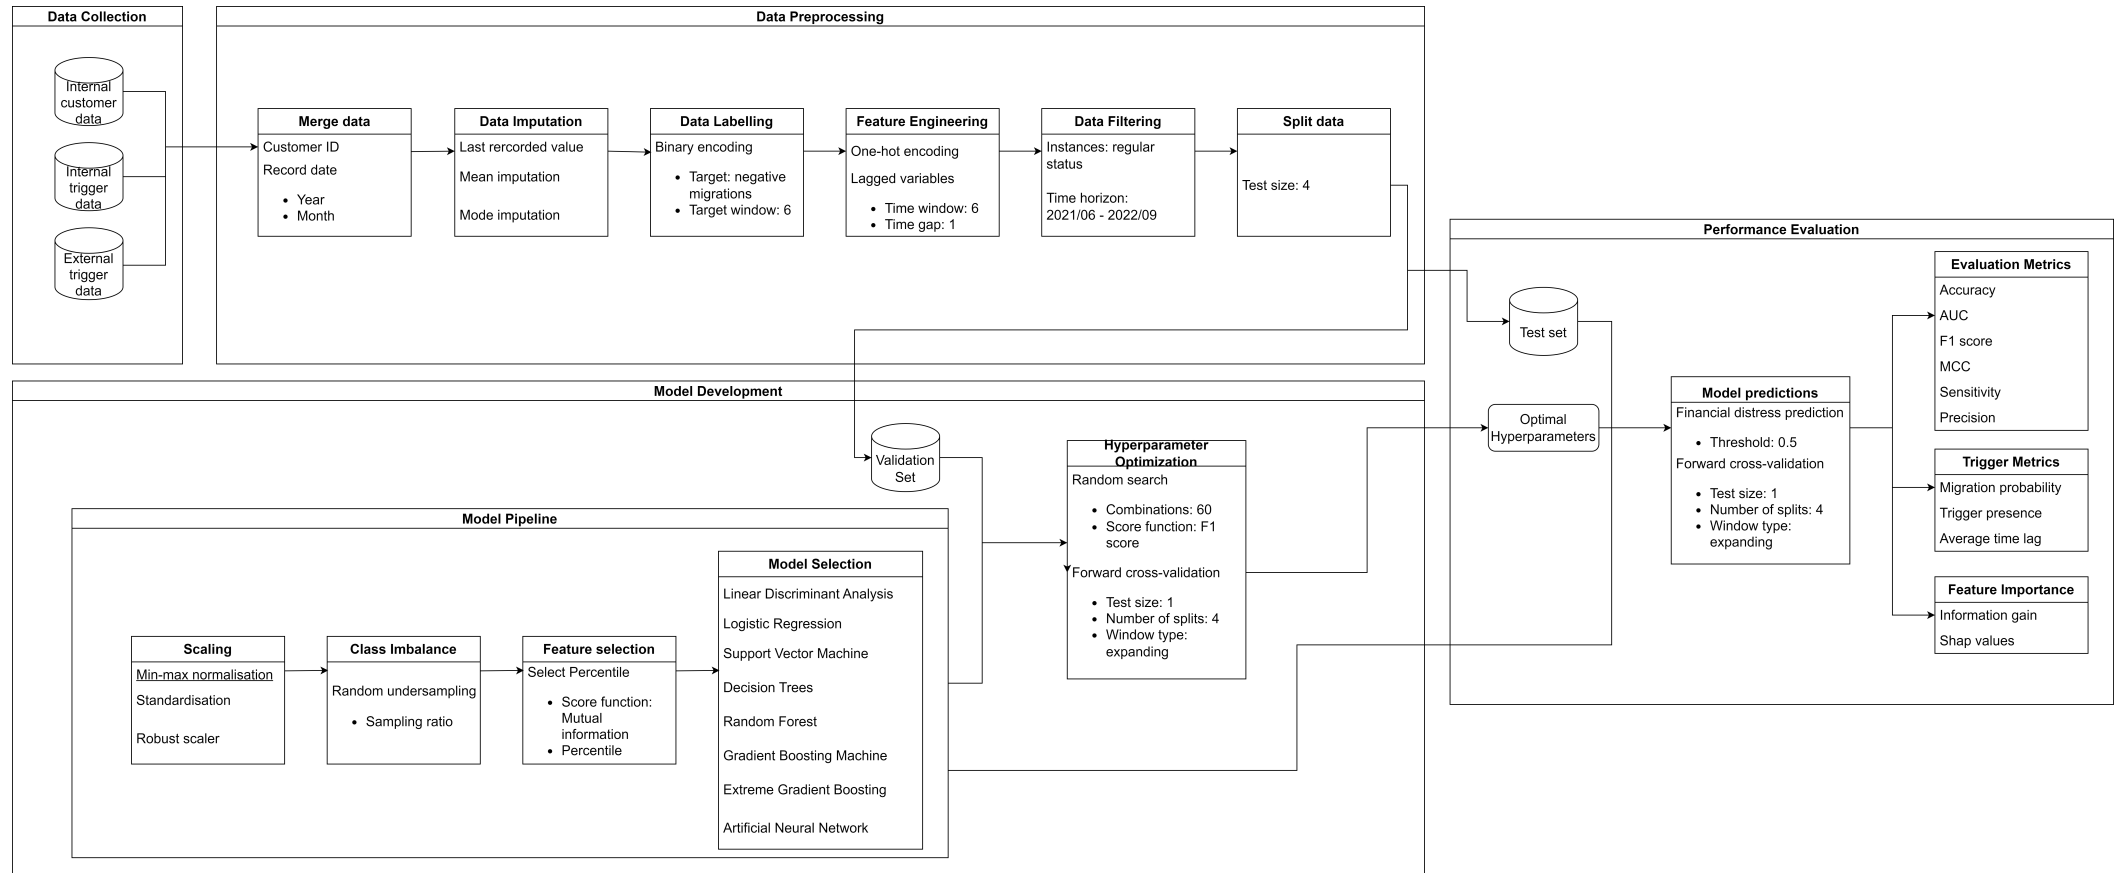 Data Collection
Internal
customer
data
Internal
trigger
data
External
trigger
data
Data Preprocessing
Merge data
Customer ID
Record date
• Year
• Month
Data Imputation
Last rercorded value
Mean imputation
Mode imputation
Data Labelling
Binary encoding
• Target: negative
migrations
• Target window: 6
Feature Engineering
One-hot encoding
Lagged variables
• Time window: 6
• Time gap: 1
Data Filtering
Instances: regular
status
Time horizon:
2021/06 - 2022/09
Split data
Test size: 4
Model Development
Validation
Set
Model Pipeline
Scaling
Min-max normalisation
Standardisation
Robust scaler
Class Imbalance
Random undersampling
• Sampling ratio
Feature selection
Select Percentile
• Score function:
Mutual
information
• Percentile
Model Selection
Linear Discriminant Analysis
Logistic Regression
Support Vector Machine
Decision Trees
Random Forest
Gradient Boosting Machine
Extreme Gradient Boosting
Artificial Neural Network
Hyperparameter
Optimization
Random search
• Combinations: 60
• Score function: F1
score
Forward cross-validation
• Test size: 1
• Number of splits: 4
• Window type:
expanding
Performance Evaluation
Test set
Optimal
Hyperparameters
Model predictions
Financial distress prediction
• Threshold: 0.5
Forward cross-validation
• Test size: 1
• Number of splits: 4
• Window type:
expanding
Evaluation Metrics
Accuracy
AUC
F1 score
MCC
Sensitivity
Precision
Trigger Metrics
Migration probability
Trigger presence
Average time lag
Feature Importance
Information gain
Shap values